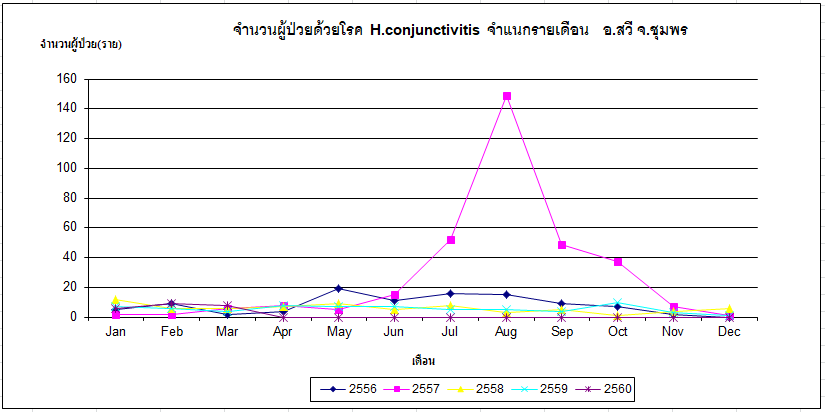 จำนวนผู้ป่วยด้วยโรค H.conjunctivitis จำแนกรายเดือน อ.สวี จ.ชุมพร
จำนวนผู้ป่วย(ราย)
160
140
120
100
80
60
40
20
0
Jan Feb Mar Apr May Jun Jul Aug Sep Oct Nov Dec
เดือน
2556 2557 2558 2559 2560